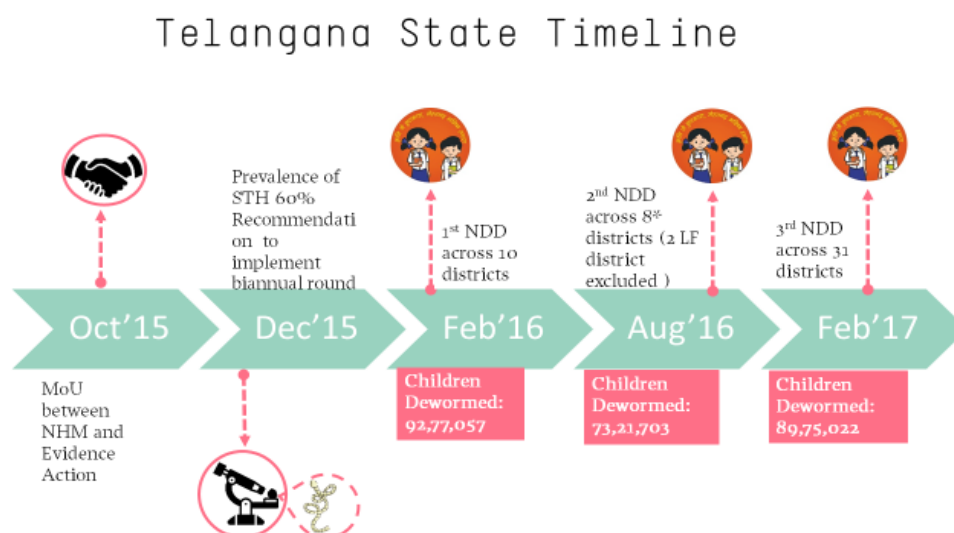 Telangana State Timeline
Prevalence of
STH 60%
Recommendati
on to
implement
biannual round
1st NDD
across 10
districts
2nd NDD
across 8*
districts (2 LF
district
excluded )
3rd NDD
across 31
districts
Oct'15
Dec'15
Feb'16
Aug'16
Feb'17
MoU
between
NHM and
Evidence
Action
Children
Dewormed:
92,77,057
Children
Dewormed:
73,21,703
Children
Dewormed:
89,75,022